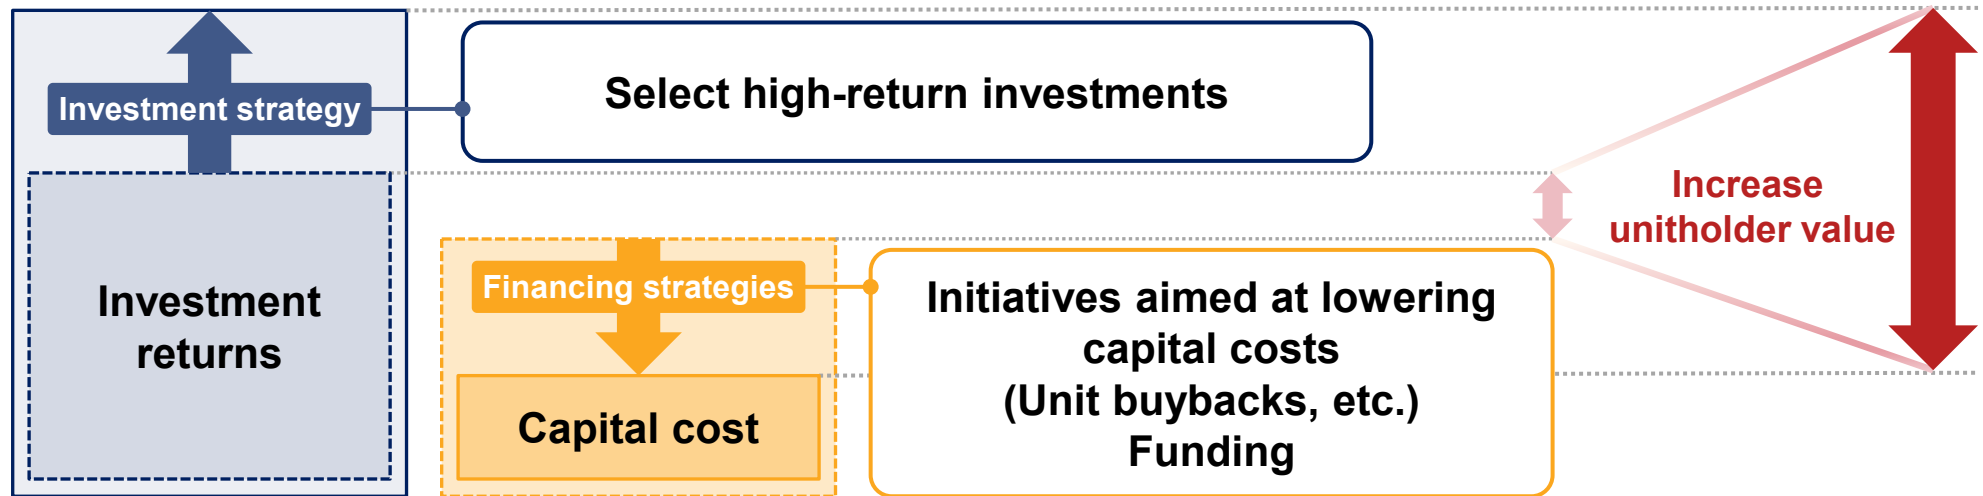 Investment strategy
Select high-return investments
Increase
unitholder value
Investment
returns
Financing strategies
Initiatives aimed at lowering
capital costs
(Unit buybacks, etc.)
Funding
Capital cost